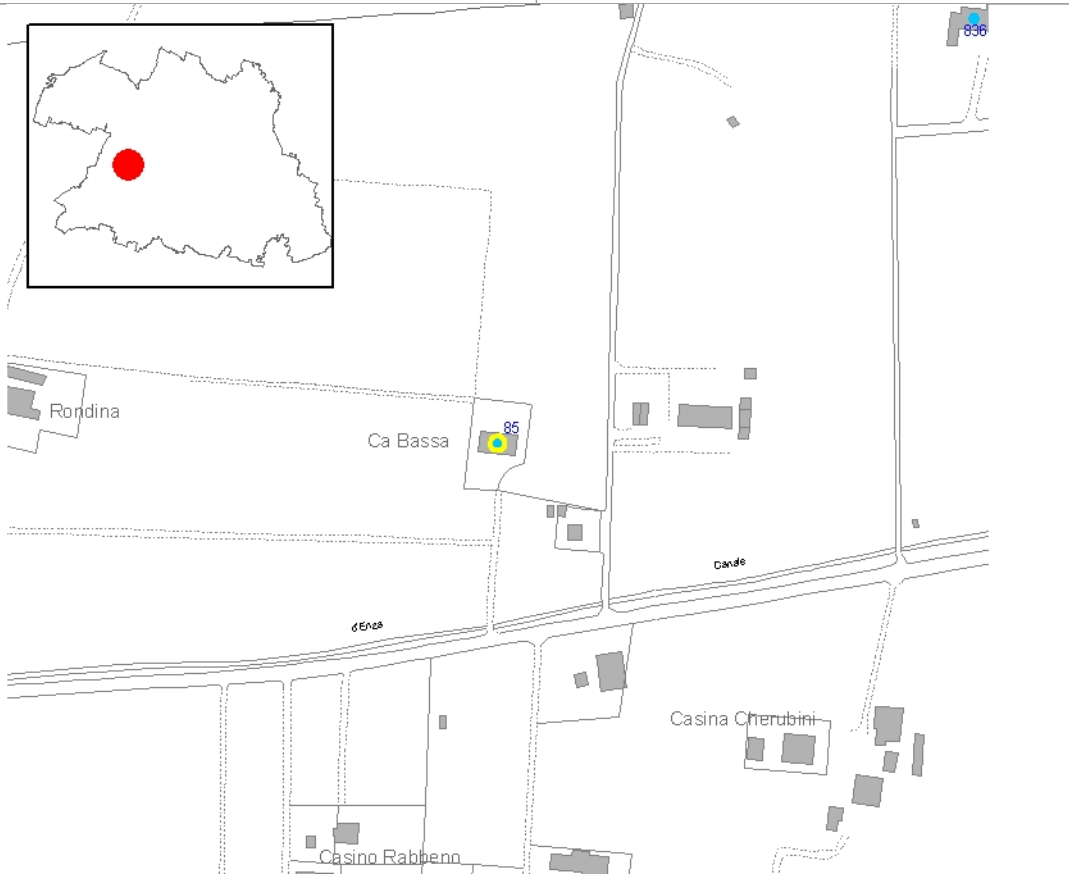 836
Rondina
85
Ca Bassa
Canale
d'Enza
Casina Cherubini
Casino Rabbeno